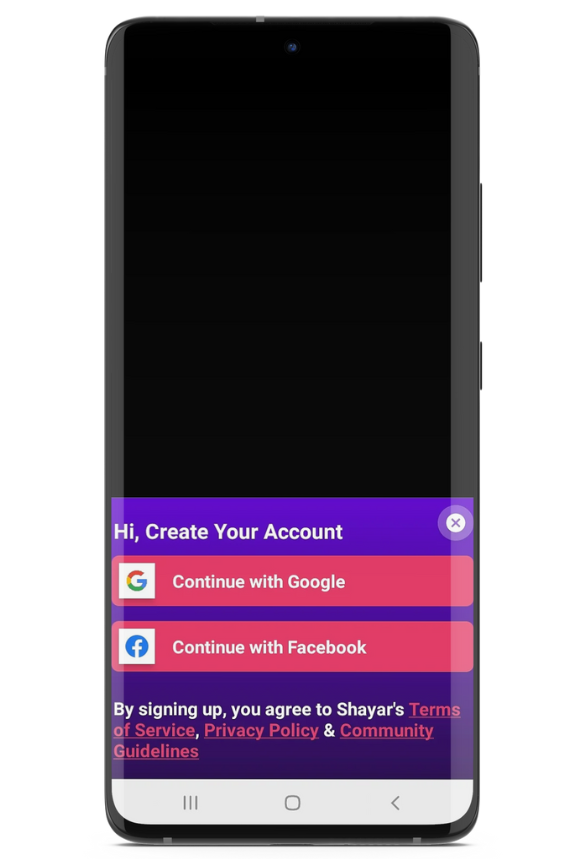 Hi, Create Your Account
Continue with Google
Continue with Facebook
By signing up, you agree to Shayar's Terms
of Service, Privacy Policy & Community
Guidelines